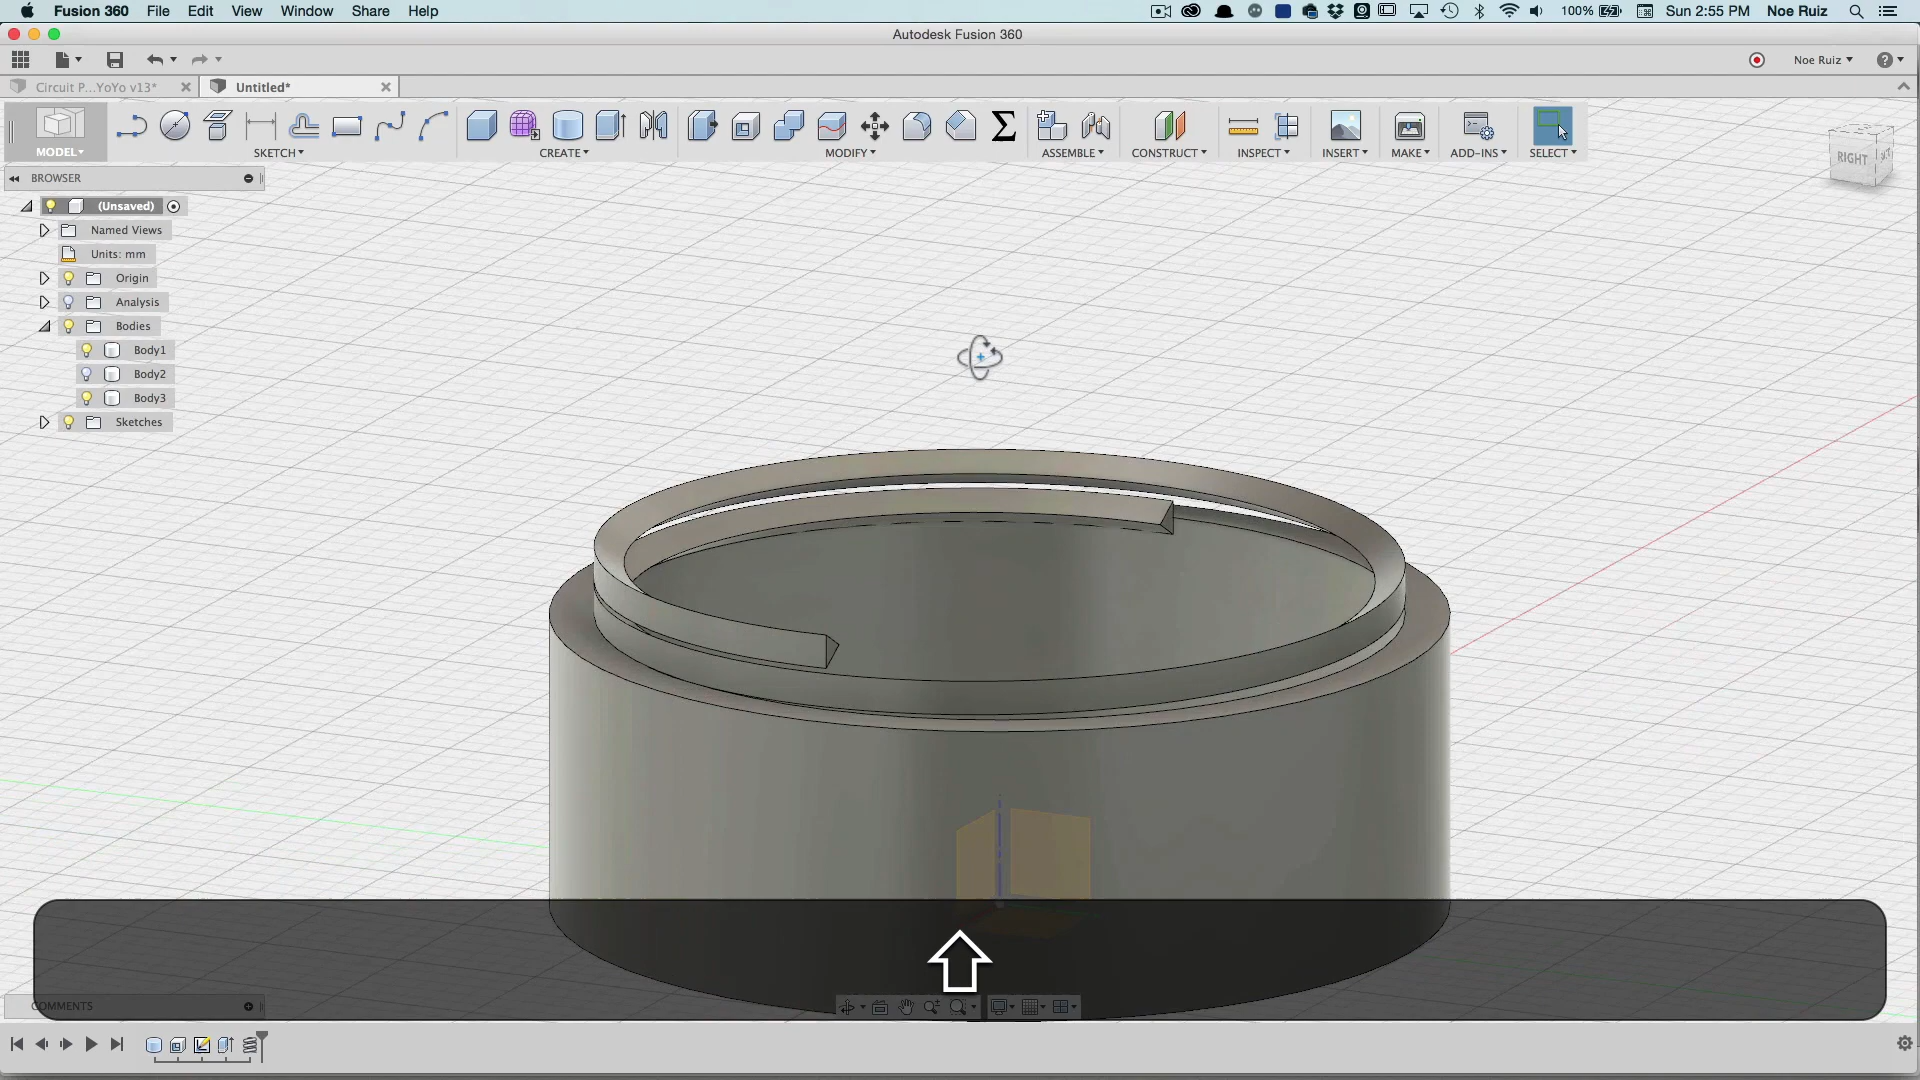 Fusion 360 File Edit View Window Share Help 100% Sun 2:55 PM Noe Ruiz
Autodesk Fusion 360
Noe Ruiz
Circuit P...YoYo v13* Untitled*
MODEL SKETCH CREATE MODIFY ASSEMBLE CONSTRUCT INSPECT INSERT MAKE ADD-INS SELECT
RIGHT
BROWSER
(Unsaved)
Named Views
Units: mm
Origin
Analysis
Bodies
Body1
Body2
Body3
Sketches
COMMENTS